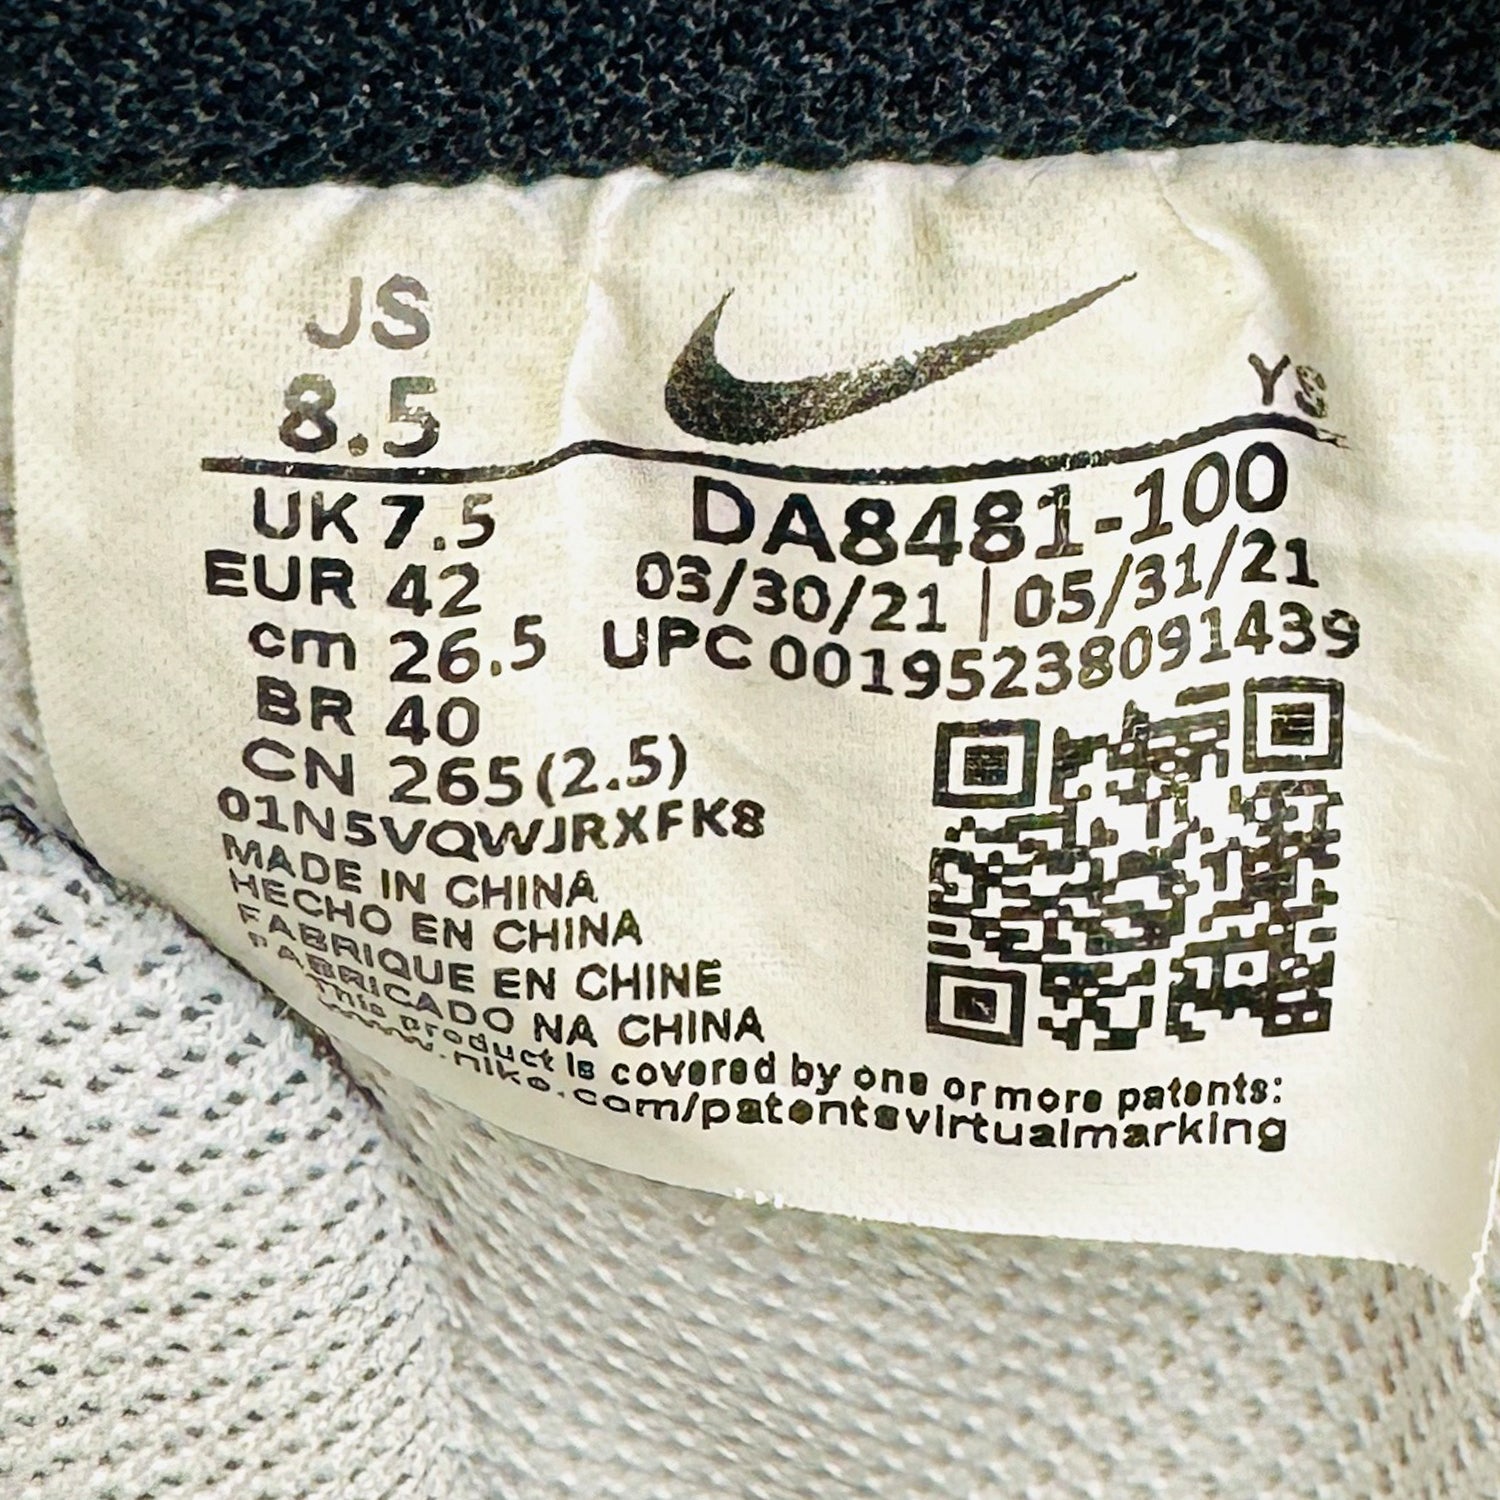 JS
8.5
YS
UK 7.5
EUR 42
cm 26.5
BR 40
CN 265(2.5)
DA8481-100
03/30/21 | 05/31/21
UPC 00195238091439
01N5VQWJRXFK8
MADE IN CHINA
HECHO EN CHINA
FABRIQUE EN CHINE
FABRICADO NA CHINA
This product is covered by one or more patents:
www.nike.com/patentsvirtualmarking